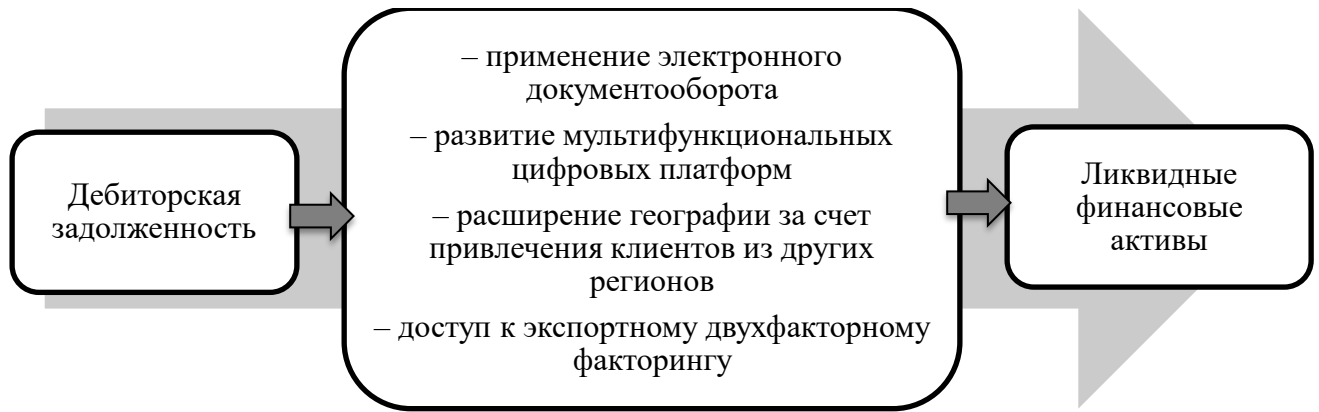 Дебиторская
задолженность
– применение электронного
документооборота
– развитие мультифункциональных
цифровых платформ
– расширение географии за счет
привлечения клиентов из других
регионов
– доступ к экспортному двухфакторному
факторингу
Ликвидные
финансовые
активы